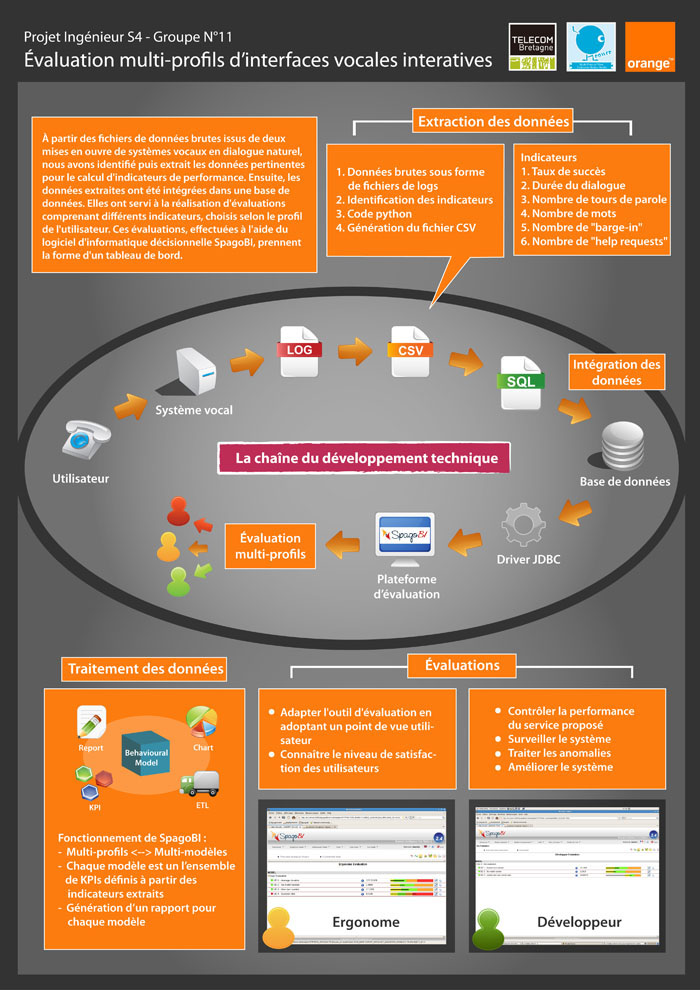 Projet Ingénieur S4 - Groupe N°11
Évaluation multi-profils d'interfaces vocales interatives
TELECOM
Bretagne
orange™
À partir des fichiers de données brutes issus de deux
mises en ouvre de systèmes vocaux en dialogue naturel,
nous avons identifié puis extrait les données pertinentes
pour le calcul d'indicateurs de performance. Ensuite, les
données extraites ont été intégrées dans une base de
données. Elles ont servi à la réalisation d'évaluations
comprenant différents indicateurs, choisis selon le profil
de l'utilisateur. Ces évaluations, effectuées à l'aide du
logiciel d'informatique décisionnelle SpagoBI, prennent
la forme d'un tableau de bord.
Extraction des données
1. Données brutes sous forme
de fichiers de logs
2. Identification des indicateurs
3. Code python
4. Génération du fichier CSV
Indicateurs
1. Taux de succès
2. Durée du dialogue
3. Nombre de tours de parole
4. Nombre de mots
5. Nombre de "barge-in"
6. Nombre de "help requests"
LOG
CSV
SQL
Intégration des
données
Système vocal
Utilisateur
La chaîne du développement technique
Base de données
Évaluation
multi-profils
SpagoBI
Driver JDBC
Plateforme
d'évaluation
Traitement des données
Report
Behavioural
Model
Chart
KPI
ETL
Fonctionnement de SpagoBI :
- Multi-profils <--> Multi-modèles
- Chaque modèle est un l'ensemble
de KPIs définis à partir des
indicateurs extraits
- Génération d'un rapport pour
chaque modèle
Évaluations
• Adapter l'outil d'évaluation en
adoptant un point de vue utili-
sateur
• Connaître le niveau de satisfac-
tion des utilisateurs
• Contrôler la performance
du service proposé
• Surveiller le système
• Traiter les anomalies
• Améliorer le système
SpagoBI
2.4
Ergonome
SpagoBI
Développeur